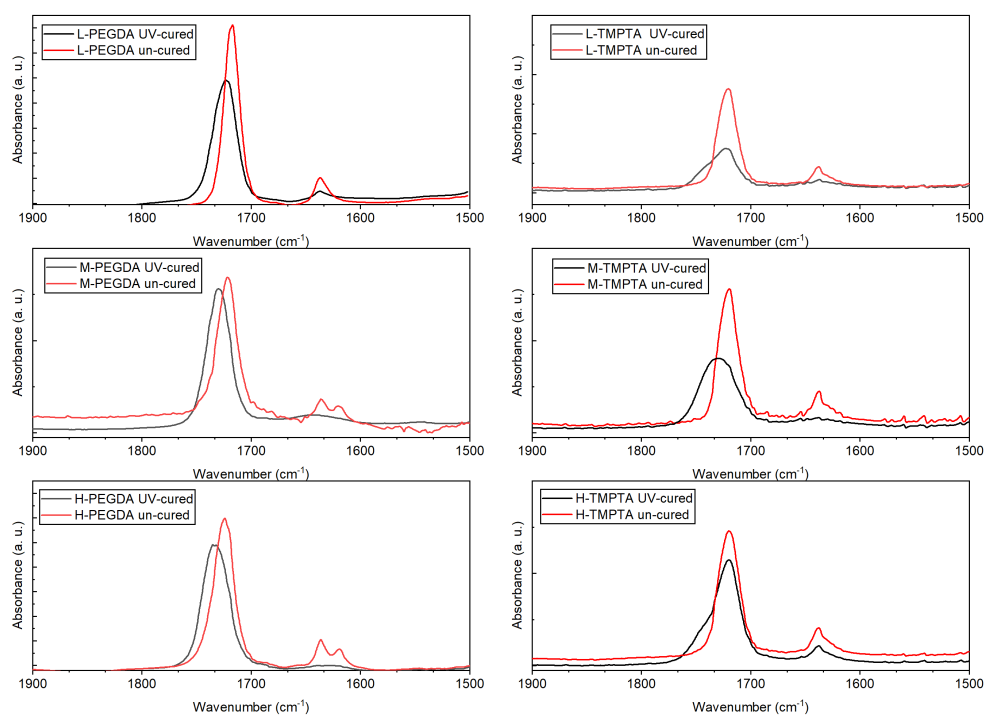 L-PEGDA UV-cured
L-PEGDA un-cured
Absorbance (a. u.)
1900 1800 1700 1600 1500
Wavenumber (cm-1)
L-TMPTA UV-cured
L-TMPTA un-cured
Absorbance (a. u.)
1900 1800 1700 1600 1500
Wavenumber (cm-1)
M-PEGDA UV-cured
M-PEGDA un-cured
Absorbance (a. u.)
1900 1800 1700 1600 1500
Wavenumber (cm-1)
M-TMPTA UV-cured
M-TMPTA un-cured
Absorbance (a. u.)
1900 1800 1700 1600 1500
Wavenumber (cm-1)
H-PEGDA UV-cured
H-PEGDA un-cured
Absorbance (a. u.)
1900 1800 1700 1600 1500
Wavenumber (cm-1)
H-TMPTA UV-cured
H-TMPTA un-cured
Absorbance (a. u.)
1900 1800 1700 1600 1500
Wavenumber (cm-1)